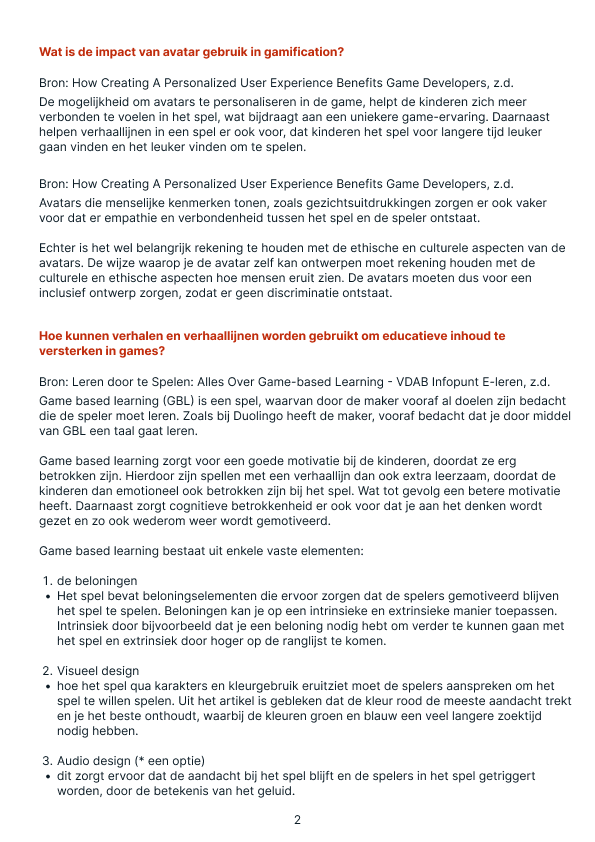 Wat is de impact van avatar gebruik in gamification?
Bron: How Creating A Personalized User Experience Benefits Game Developers, z.d.
De mogelijkheid om avatars te personaliseren in de game, helpt de kinderen zich meer
verbonden te voelen in het spel, wat bijdraagt aan een uniekere game-ervaring. Daarnaast
helpen verhaallijnen in een spel er ook voor, dat kinderen het spel voor langere tijd leuker
gaan vinden en het leuker vinden om te spelen.
Bron: How Creating A Personalized User Experience Benefits Game Developers, z.d.
Avatars die menselijke kenmerken tonen, zoals gezichtsuitdrukkingen zorgen er ook vaker
voor dat er empathie en verbondenheid tussen het spel en de speler ontstaat.
Echter is het wel belangrijk rekening te houden met de ethische en culturele aspecten van de
avatars. De wijze waarop je de avatar zelf kan ontwerpen moet rekening houden met de
culturele en ethische aspecten hoe mensen eruit zien. De avatars moeten dus voor een
inclusief ontwerp zorgen, zodat er geen discriminatie ontstaat.
Hoe kunnen verhalen en verhaallijnen worden gebruikt om educatieve inhoud te
versterken in games?
Bron: Leren door te Spelen: Alles Over Game-based Learning - VDAB Infopunt E-leren, z.d.
Game based learning (GBL) is een spel, waarvan door de maker vooraf al doelen zijn bedacht
die de speler moet leren. Zoals bij Duolingo heeft de maker, vooraf bedacht dat je door middel
van GBL een taal gaat leren.
Game based learning zorgt voor een goede motivatie bij de kinderen, doordat ze erg
betrokken zijn. Hierdoor zijn spellen met een verhaallijn dan ook extra leerzaam, doordat de
kinderen dan emotioneel ook betrokken zijn bij het spel. Wat tot gevolg een betere motivatie
heeft. Daarnaast zorgt cognitieve betrokkenheid er ook voor dat je aan het denken wordt
gezet en zo ook wederom weer wordt gemotiveerd.
Game based learning bestaat uit enkele vaste elementen:
1. de beloningen
• Het spel bevat beloningselementen die ervoor zorgen dat de spelers gemotiveerd blijven
het spel te spelen. Beloningen kan je op een intrinsieke en extrinsieke manier toepassen.
Intrinsiek door bijvoorbeeld dat je een beloning nodig hebt om verder te kunnen gaan met
het spel en extrinsiek door hoger op de ranglijst te komen.
2. Visueel design
• hoe het spel qua karakters en kleurgebruik eruitziet moet de spelers aanspreken om het
spel te willen spelen. Uit het artikel is gebleken dat de kleur rood de meeste aandacht trekt
en je het beste onthoudt, waarbij de kleuren groen en blauw een veel langere zoektijd
nodig hebben.
3. Audio design (* een optie)
• dit zorgt ervoor dat de aandacht bij het spel blijft en de spelers in het spel getriggert
worden, door de betekenis van het geluid.
2